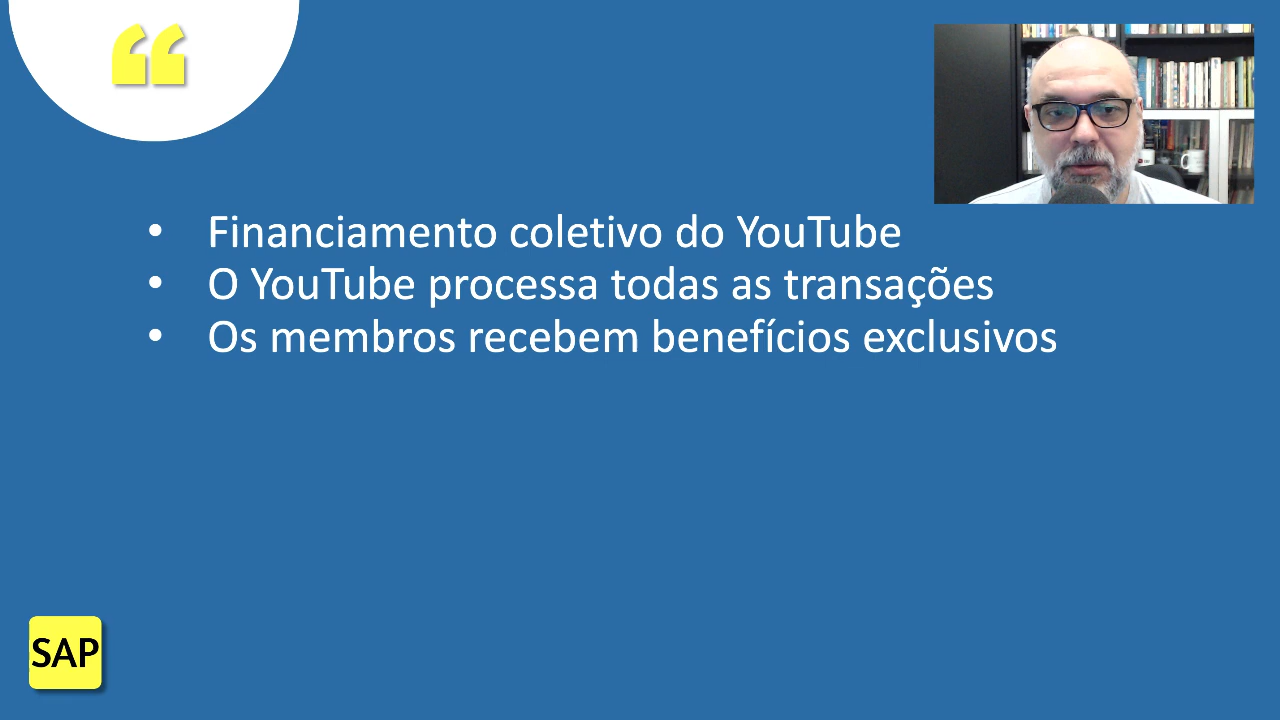 “
• Financiamento coletivo do YouTube
• O YouTube processa todas as transações
• Os membros recebem benefícios exclusivos
SAP